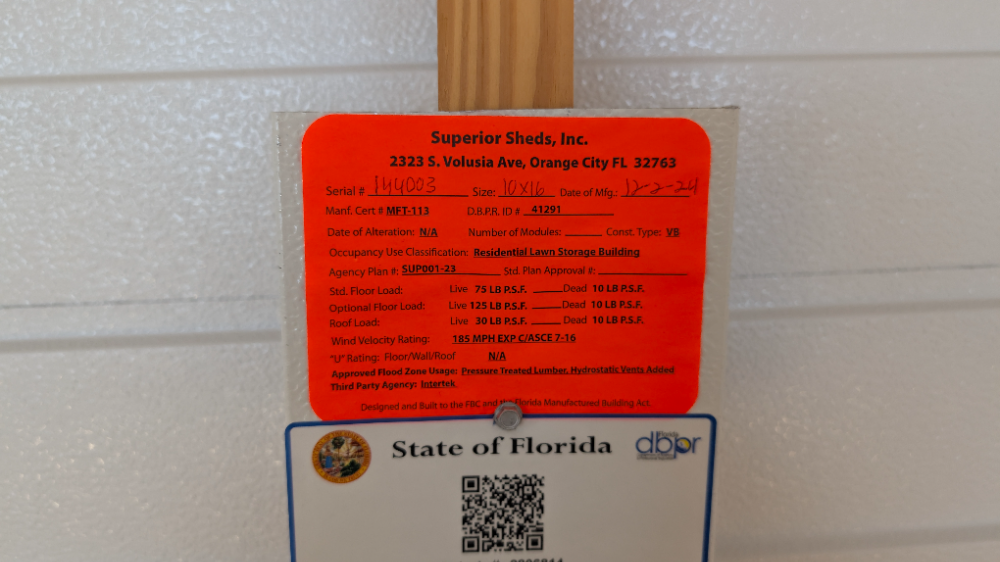 Superior Sheds, Inc.
2323 S. Volusia Ave, Orange City FL 32763
Serial # 144003 Size: 10x16 Date of Mfg.: 12-2-24
Manf. Cert # MFT-113 D.B.P.R. ID # 41291
Date of Alteration: N/A Number of Modules: ______ Const. Type: VB
Occupancy Use Classification: Residential Lawn Storage Building
Agency Plan #: SUP001-23 Std. Plan Approval #: ______
Std. Floor Load: Live 75 LB P.S.F. ______ Dead 10 LB P.S.F.
Optional Floor Load: Live 125 LB P.S.F. ______ Dead 10 LB P.S.F.
Roof Load: Live 30 LB P.S.F. ______ Dead 10 LB P.S.F.
Wind Velocity Rating: 185 MPH EXP C/ASCE 7-16
"U" Rating: Floor/Wall/Roof N/A
Approved Flood Zone Usage: Pressure Treated Lumber, Hydrostatic Vents Added
Third Party Agency: Intertek
Designed and Built to the FBC and the Florida Manufactured Building Act.
State of Florida
dbpr